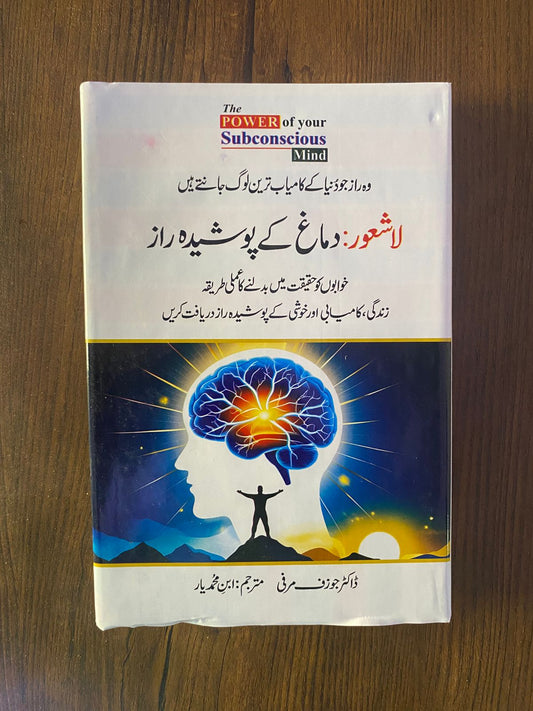 The
POWER of your
Subconscious
Mind
وہ راز جو دُنیا کے کامیاب ترین لوگ جانتے ہیں
لاشعور: دماغ کے پوشیدہ راز
خوابوں کو حقیقت میں بدلنے کا عملی طریقہ
زندگی، کامیابی اور خوشی کے پوشیدہ راز دریافت کریں
ڈاکٹر جوزف مرفی مترجم: ابنِ محمد یار